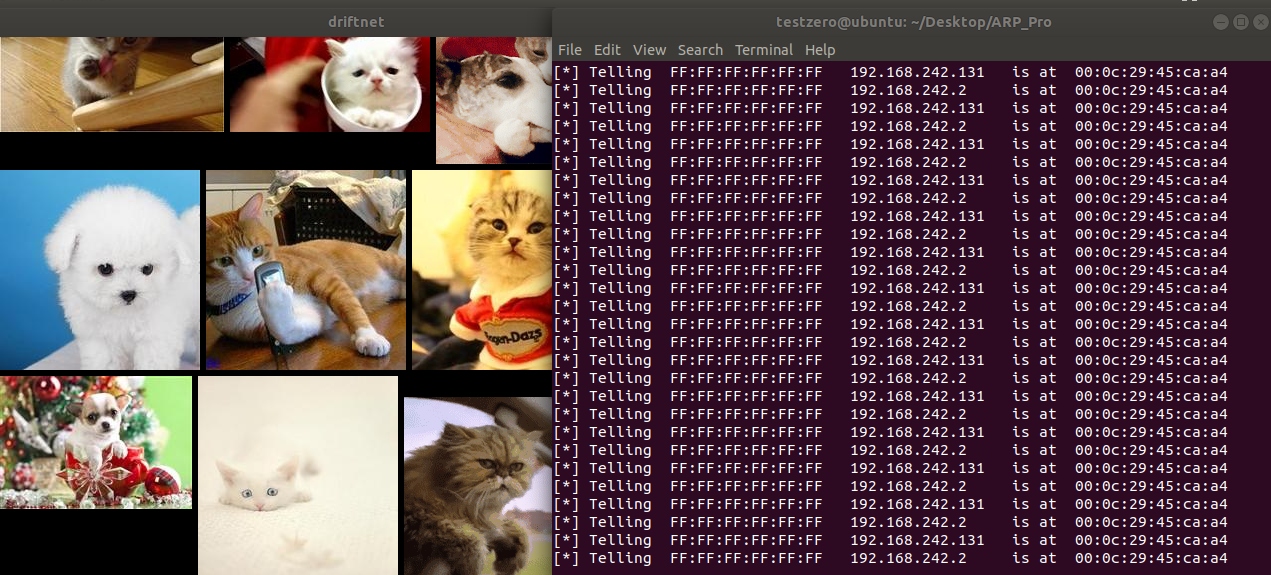 driftnet
gen-Dazs
testzero@ubuntu: ~/Desktop/ARP_Pro
File Edit View Search Terminal Help
[*] Telling FF:FF:FF:FF:FF:FF 192.168.242.131 is at 00:0c:29:45:ca:a4
[*] Telling FF:FF:FF:FF:FF:FF 192.168.242.2 is at 00:0c:29:45:ca:a4
[*] Telling FF:FF:FF:FF:FF:FF 192.168.242.131 is at 00:0c:29:45:ca:a4
[*] Telling FF:FF:FF:FF:FF:FF 192.168.242.2 is at 00:0c:29:45:ca:a4
[*] Telling FF:FF:FF:FF:FF:FF 192.168.242.131 is at 00:0c:29:45:ca:a4
[*] Telling FF:FF:FF:FF:FF:FF 192.168.242.2 is at 00:0c:29:45:ca:a4
[*] Telling FF:FF:FF:FF:FF:FF 192.168.242.131 is at 00:0c:29:45:ca:a4
[*] Telling FF:FF:FF:FF:FF:FF 192.168.242.2 is at 00:0c:29:45:ca:a4
[*] Telling FF:FF:FF:FF:FF:FF 192.168.242.131 is at 00:0c:29:45:ca:a4
[*] Telling FF:FF:FF:FF:FF:FF 192.168.242.2 is at 00:0c:29:45:ca:a4
[*] Telling FF:FF:FF:FF:FF:FF 192.168.242.131 is at 00:0c:29:45:ca:a4
[*] Telling FF:FF:FF:FF:FF:FF 192.168.242.2 is at 00:0c:29:45:ca:a4
[*] Telling FF:FF:FF:FF:FF:FF 192.168.242.131 is at 00:0c:29:45:ca:a4
[*] Telling FF:FF:FF:FF:FF:FF 192.168.242.2 is at 00:0c:29:45:ca:a4
[*] Telling FF:FF:FF:FF:FF:FF 192.168.242.131 is at 00:0c:29:45:ca:a4
[*] Telling FF:FF:FF:FF:FF:FF 192.168.242.2 is at 00:0c:29:45:ca:a4
[*] Telling FF:FF:FF:FF:FF:FF 192.168.242.131 is at 00:0c:29:45:ca:a4
[*] Telling FF:FF:FF:FF:FF:FF 192.168.242.2 is at 00:0c:29:45:ca:a4
[*] Telling FF:FF:FF:FF:FF:FF 192.168.242.131 is at 00:0c:29:45:ca:a4
[*] Telling FF:FF:FF:FF:FF:FF 192.168.242.2 is at 00:0c:29:45:ca:a4
[*] Telling FF:FF:FF:FF:FF:FF 192.168.242.131 is at 00:0c:29:45:ca:a4
[*] Telling FF:FF:FF:FF:FF:FF 192.168.242.2 is at 00:0c:29:45:ca:a4
[*] Telling FF:FF:FF:FF:FF:FF 192.168.242.131 is at 00:0c:29:45:ca:a4
[*] Telling FF:FF:FF:FF:FF:FF 192.168.242.2 is at 00:0c:29:45:ca:a4
[*] Telling FF:FF:FF:FF:FF:FF 192.168.242.131 is at 00:0c:29:45:ca:a4
[*] Telling FF:FF:FF:FF:FF:FF 192.168.242.2 is at 00:0c:29:45:ca:a4
[*] Telling FF:FF:FF:FF:FF:FF 192.168.242.131 is at 00:0c:29:45:ca:a4
[*] Telling FF:FF:FF:FF:FF:FF 192.168.242.2 is at 00:0c:29:45:ca:a4